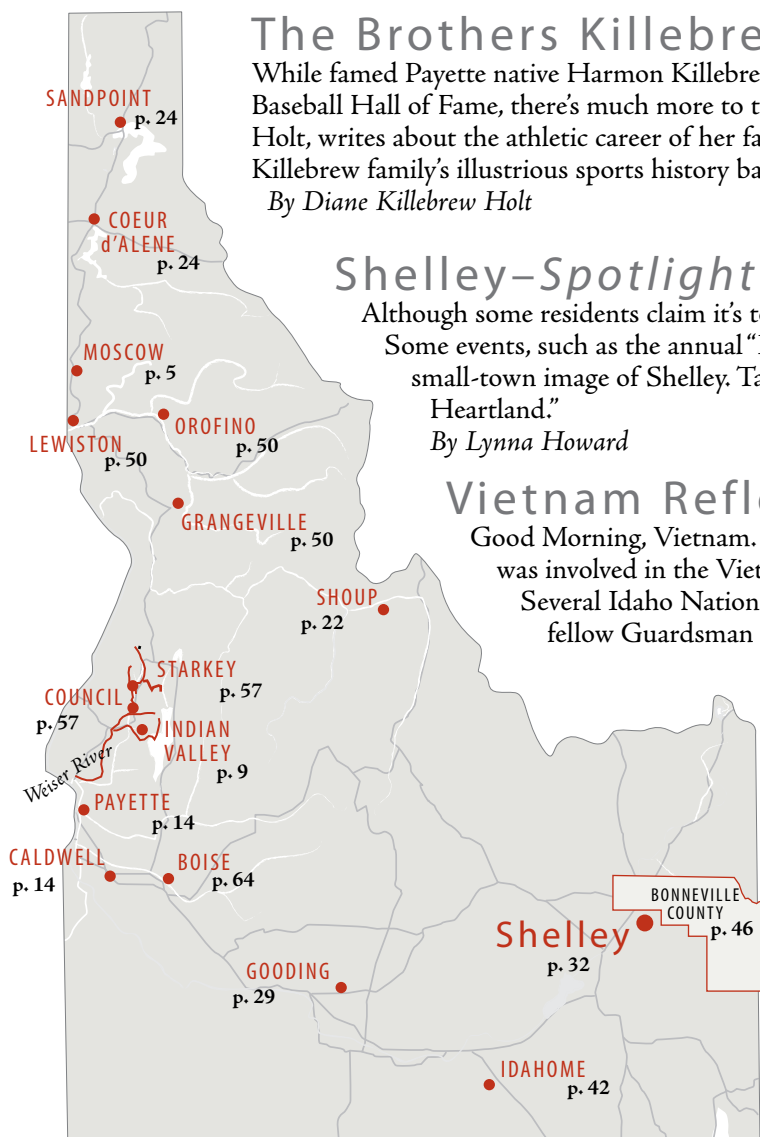 The Brothers Killebre
While famed Payette native Harmon Killebre
Baseball Hall of Fame, there's much more to t
Holt, writes about the athletic career of her fa
Killebrew family's illustrious sports history ba
By Diane Killebrew Holt
Shelley–Spotlight
Although some residents claim it's t
Some events, such as the annual "
small-town image of Shelley. Ta
Heartland."
By Lynna Howard
Vietnam Refl
Good Morning, Vietnam.
was involved in the Viet
Several Idaho Nation
fellow Guardsman
SANDPOINT
p. 24
COEUR
d'ALENE
p. 24
MOSCOW
p. 5
OROFINO
p. 50
LEWISTON
p. 50
GRANGEVILLE
p. 50
SHOUP
p. 22
STARKEY
p. 57
COUNCIL
p. 57
INDIAN
VALLEY
p. 9
Weiser River
PAYETTE
p. 14
CALDWELL
p. 14
BOISE
p. 64
BONNEVILLE
COUNTY
p. 46
Shelley
p. 32
GOODING
p. 29
IDAHOME
p. 42